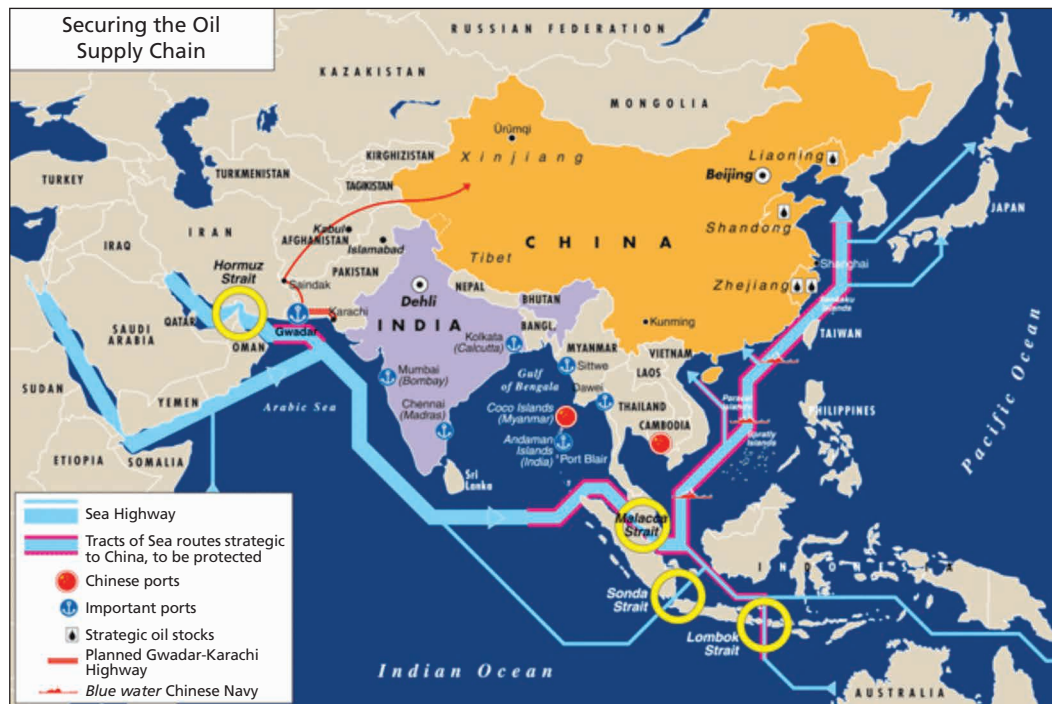 Securing the Oil
Supply Chain
RUSSIAN FEDERATION
KAZAKISTAN
MONGOLIA
Ürümqi
Xinjiang
KIRGHIZISTAN
Liaoning
TURKEY
TURKMENISTAN
TAGIKISTAN
Beijing
JAPAN
IRAQ
IRAN
Kabul
AFGHANISTAN
Islamabad
CHINA
Shandong
Hormuz
Strait
PAKISTAN
Tibet
Shanghai
Saindak
NEPAL
Zhejiang
Dehli
BHUTAN
Senkaku
Islands
QATAR
Karachi
SAUDI
ARABIA
Gwadar
INDIA
BANGL.
Kunming
TAIWAN
OMAN
Kolkata
(Calcutta)
MYANMAR
VIETNAM
LAOS
Sittwe
SUDAN
Mumbai
(Bombay)
Gulf
of Bengala
Dawei
YEMEN
Arabic Sea
Chennai
(Madras)
Coco Islands
(Myanmar)
THAILAND
Paracel
Islands
PHILIPPINES
CAMBODIA
Spratly Islands
Andaman
Islands
(India)
Port Blair
ETIOPIA
SOMALIA
Sri
Lanka
Pacific Ocean
Malacca
Strait
INDONESIA
Sonda
Strait
Lombok
Strait
Indian Ocean
AUSTRALIA
Sea Highway
Tracts of Sea routes strategic
to China, to be protected
Chinese ports
Important ports
Strategic oil stocks
Planned Gwadar-Karachi
Highway
Blue water Chinese Navy